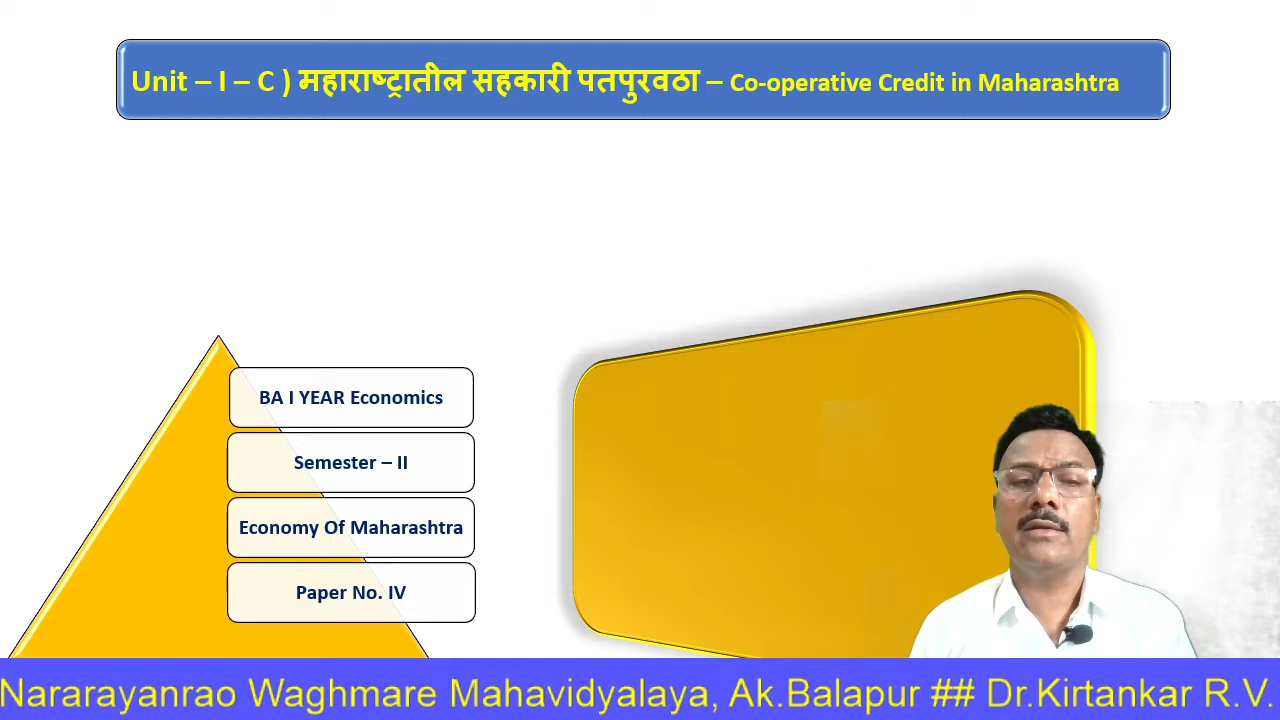 Unit – I – C ) महाराष्ट्रातील सहकारी पतपुरवठा – Co-operative Credit in Maharashtra
BA I YEAR Economics
Semester – II
Economy Of Maharashtra
Paper No. IV
Nararayanrao Waghmare Mahavidyalaya, Ak.Balapur ## Dr.Kirtankar R.V.